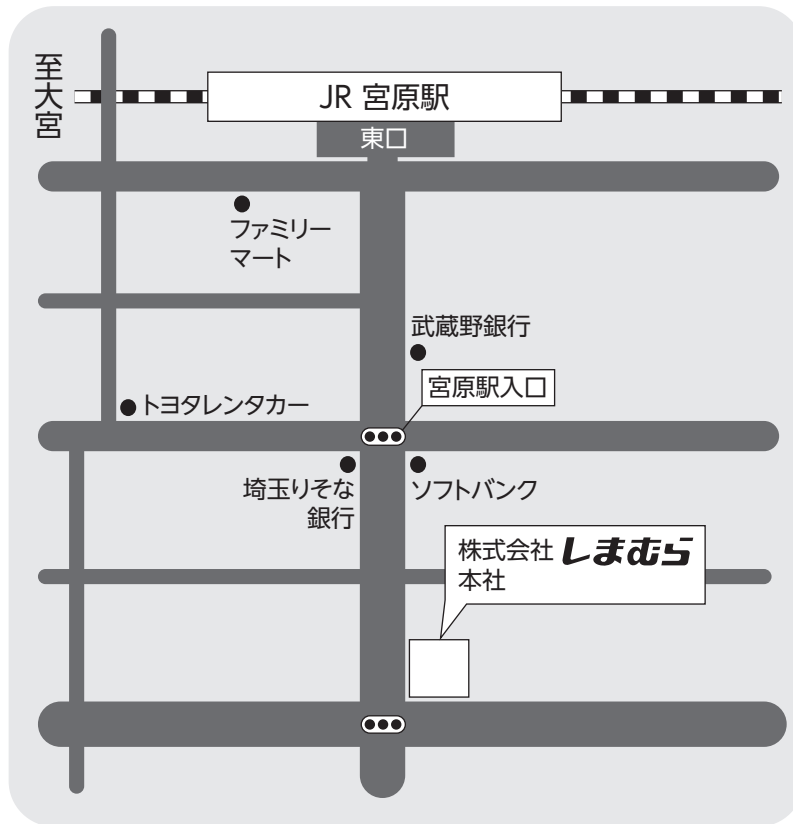 至大宮
JR 宮原駅
東口
ファミリー
マート
武蔵野銀行
宮原駅入口
トヨタレンタカー
埼玉りそな
銀行
ソフトバンク
株式会社 しまむら
本社